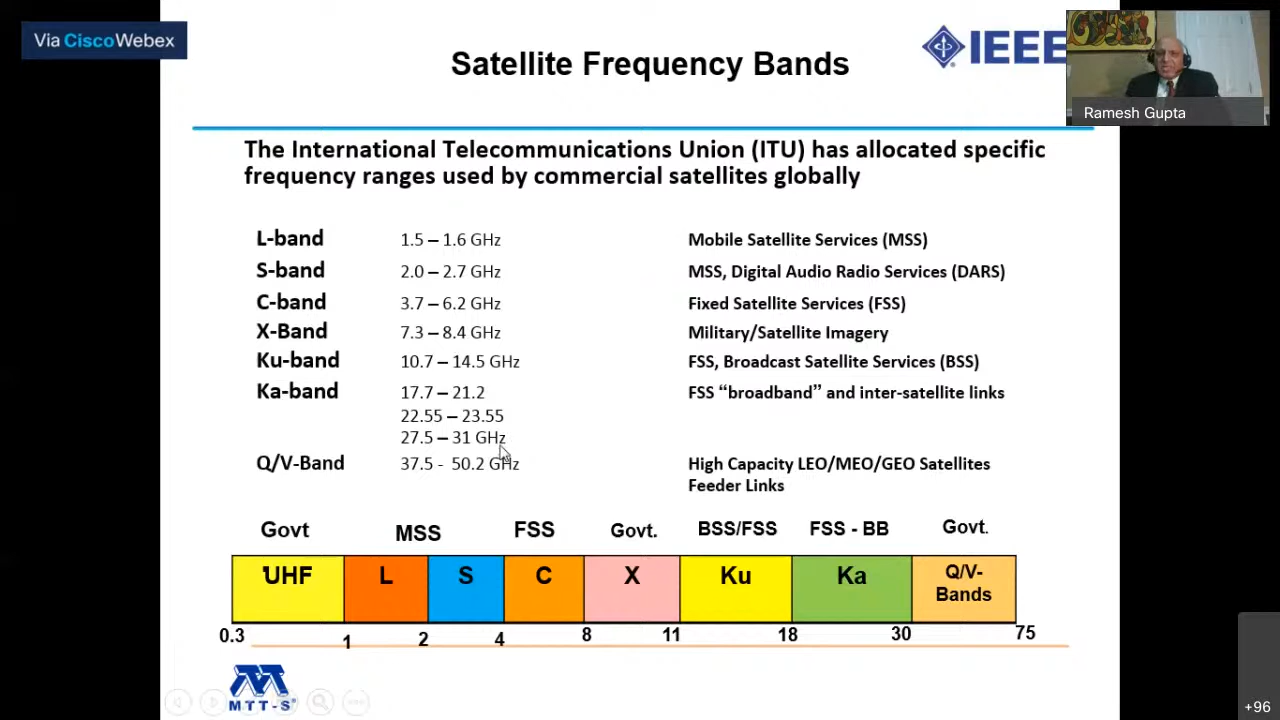 Via CiscoWebex
Satellite Frequency Bands
IEEE
Ramesh Gupta
The International Telecommunications Union (ITU) has allocated specific
frequency ranges used by commercial satellites globally
L-band 1.5 – 1.6 GHz Mobile Satellite Services (MSS)
S-band 2.0 – 2.7 GHz MSS, Digital Audio Radio Services (DARS)
C-band 3.7 – 6.2 GHz Fixed Satellite Services (FSS)
X-Band 7.3 – 8.4 GHz Military/Satellite Imagery
Ku-band 10.7 – 14.5 GHz FSS, Broadcast Satellite Services (BSS)
Ka-band 17.7 – 21.2 FSS “broadband” and inter-satellite links
22.55 – 23.55
27.5 – 31 GHz
Q/V-Band 37.5 - 50.2 GHz High Capacity LEO/MEO/GEO Satellites
Feeder Links
Govt MSS FSS Govt. BSS/FSS FSS - BB Govt.
UHF L S C X Ku Ka Q/V-
Bands
0.3 1 2 4 8 11 18 30 75
MTT-S®
+96